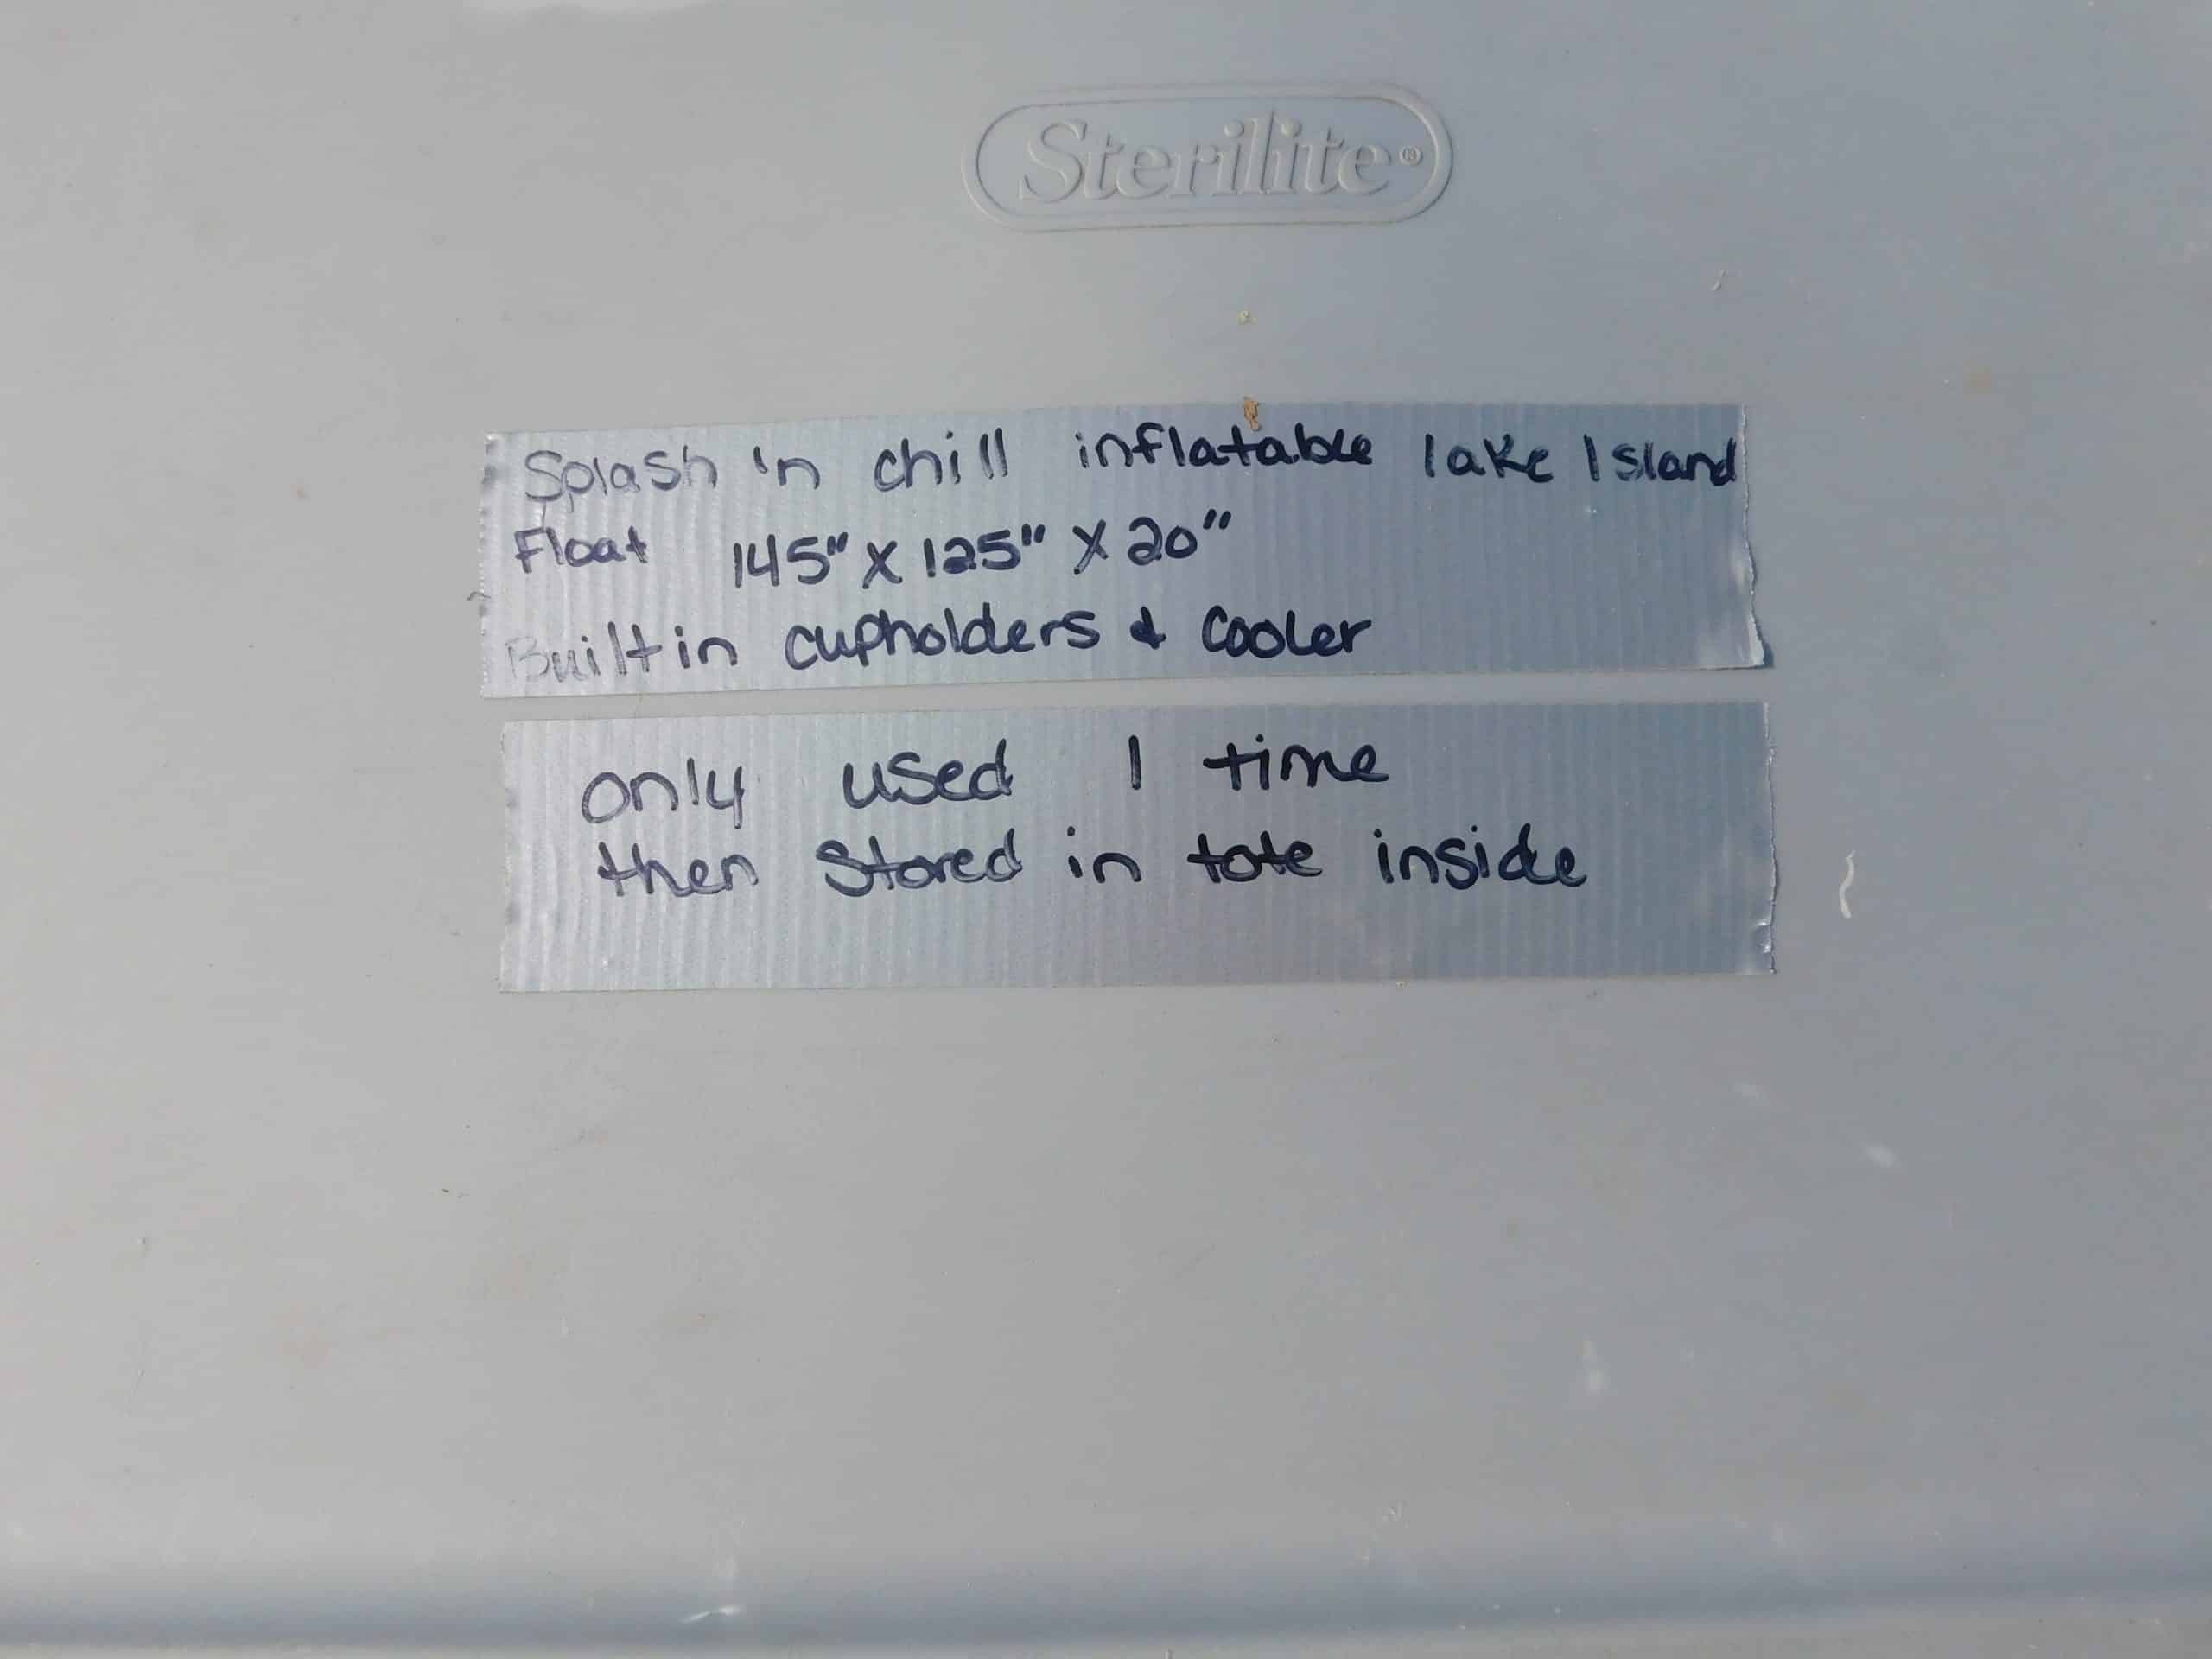 Sterilite®
Splash 'n chill inflatable lake Island
Float 145" x 125" x 20"
Built in cupholders & cooler
only used 1 time
then stored in tote inside